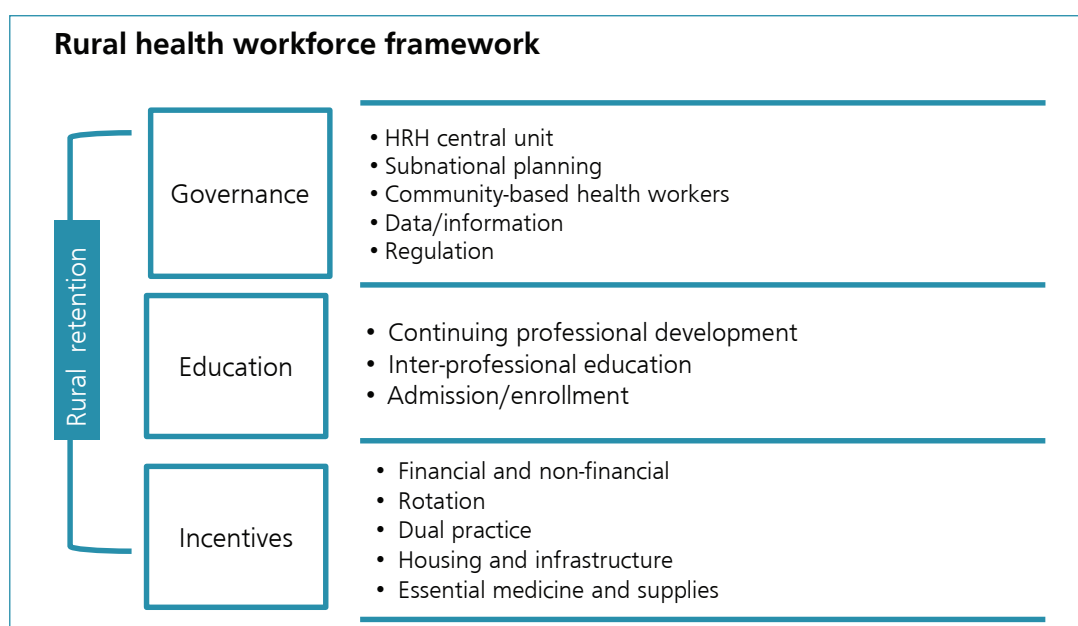 Rural health workforce framework
Rural retention
Governance
• HRH central unit
• Subnational planning
• Community-based health workers
• Data/information
• Regulation
Education
• Continuing professional development
• Inter-professional education
• Admission/enrollment
Incentives
• Financial and non-financial
• Rotation
• Dual practice
• Housing and infrastructure
• Essential medicine and supplies